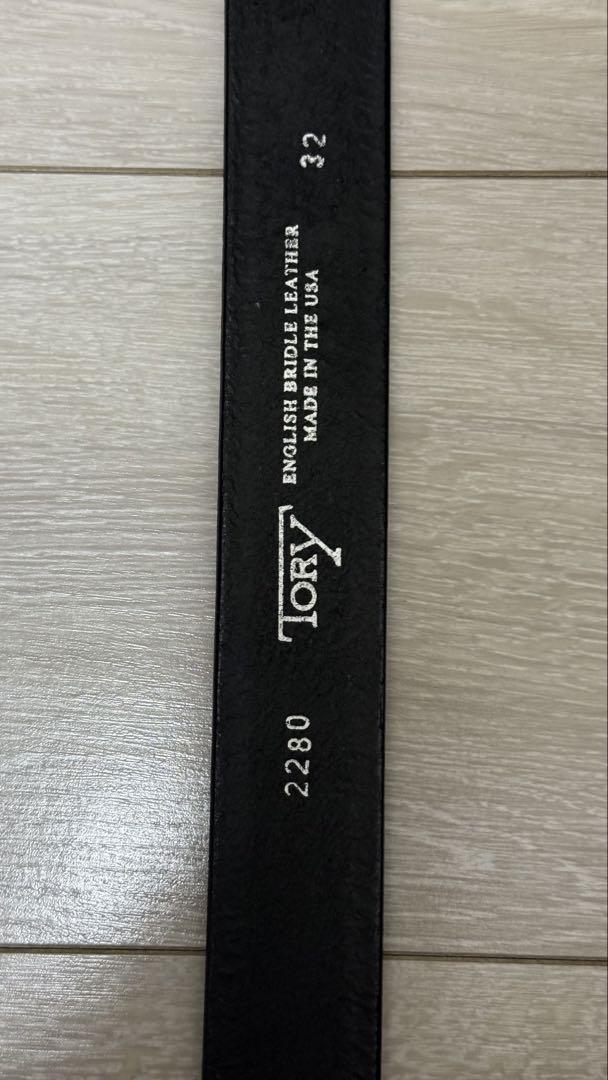 2280
TORY
ENGLISH BRIDLE LEATHER
MADE IN THE USA
32